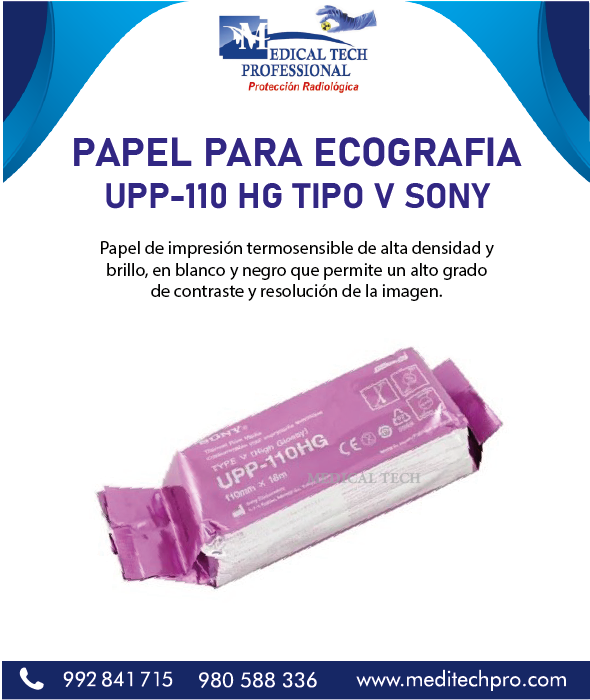 MEDICAL TECH
PROFESSIONAL
Protección Radiológica
PAPEL PARA ECOGRAFIA
UPP-110 HG TIPO V SONY
Papel de impresión termosensible de alta densidad y
brillo, en blanco y negro que permite un alto grado
de contraste y resolución de la imagen.
SONY
TYPE V (High Glossy)
UPP-110HG
110mm × 18m
MEDICAL TECH
992 841 715 980 588 336 www.meditechpro.com